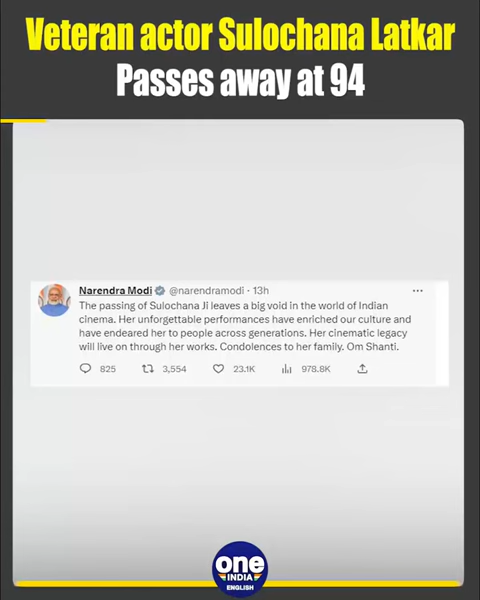 Veteran actor Sulochana Latkar
Passes away at 94
Narendra Modi @narendramodi · 13h
The passing of Sulochana Ji leaves a big void in the world of Indian
cinema. Her unforgettable performances have enriched our culture and
have endeared her to people across generations. Her cinematic legacy
will live on through her works. Condolences to her family. Om Shanti.
825 3,554 23.1K 978.8K
one
INDIA
ENGLISH